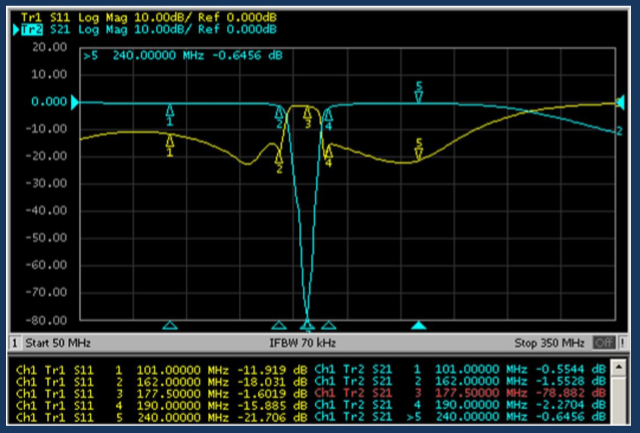 Tr1 S11 Log Mag 10.00dB/ Ref 0.000dB
Tr2 S21 Log Mag 10.00dB/ Ref 0.000dB
20.00
>5 240.00000 MHz -0.6456 dB
10.00
0.000
-10.00
-20.00
-30.00
-40.00
-50.00
-60.00
-70.00
-80.00
1
2
3
4
5
2
1
2
4
5
1 Start 50 MHz IFBW 70 kHz Stop 350 MHz Off !
Ch1 Tr1 S11 1 101.00000 MHz -11.919 dB Ch1 Tr2 S21 1 101.00000 MHz -0.5544 dB
Ch1 Tr1 S11 2 162.00000 MHz -18.031 dB Ch1 Tr2 S21 2 162.00000 MHz -1.5528 dB
Ch1 Tr1 S11 3 177.50000 MHz -1.6019 dB Ch1 Tr2 S21 3 177.50000 MHz -78.882 dB
Ch1 Tr1 S11 4 190.00000 MHz -15.885 dB Ch1 Tr2 S21 4 190.00000 MHz -2.2704 dB
Ch1 Tr1 S11 5 240.00000 MHz -21.706 dB Ch1 Tr2 S21 >5 240.00000 MHz -0.6456 dB